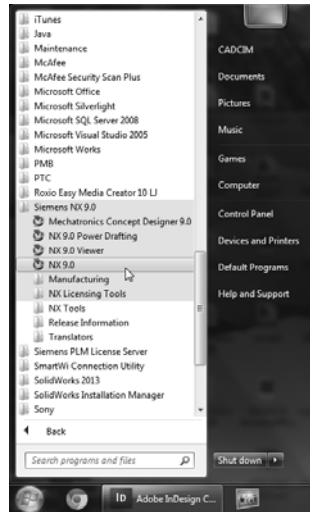 iTunes
Java
Maintenance
McAfee
McAfee Security Scan Plus
Microsoft Office
Microsoft Silverlight
Microsoft SQL Server 2008
Microsoft Visual Studio 2005
Microsoft Works
PMB
PTC
Roxio Easy Media Creator 10 LJ
Siemens NX 9.0
Mechatronics Concept Designer 9.0
NX 9.0 Power Drafting
NX 9.0 Viewer
NX 9.0
Manufacturing
NX Licensing Tools
NX Tools
Release Information
Translators
Siemens PLM License Server
SmartWi Connection Utility
SolidWorks 2013
SolidWorks Installation Manager
Sony
Back
Search programs and files
CADCIM
Documents
Pictures
Music
Games
Computer
Control Panel
Devices and Printers
Default Programs
Help and Support
Shut down
ID Adobe InDesign C...